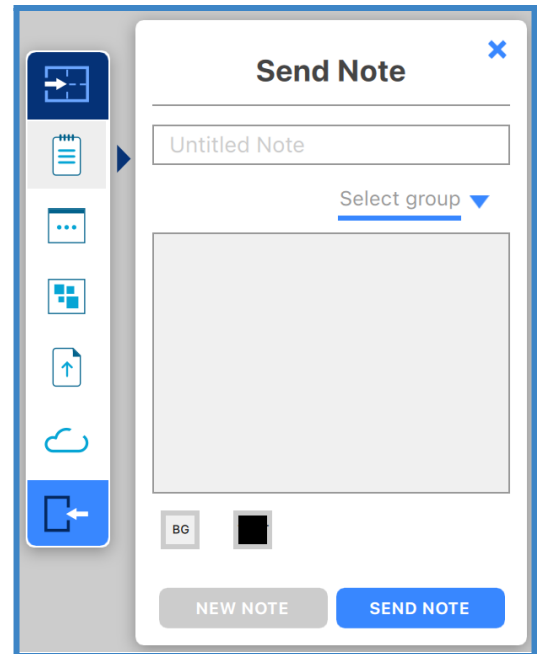 Send Note
Untitled Note
Select group
BG
NEW NOTE
SEND NOTE